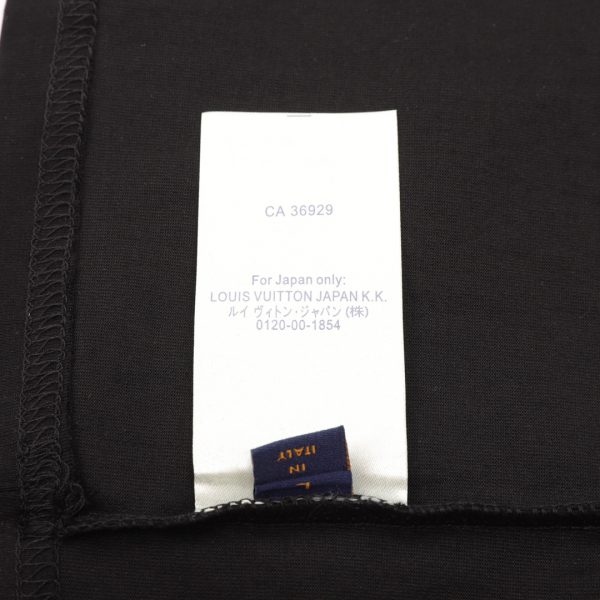 CA 36929
For Japan only:
LOUIS VUITTON JAPAN K.K.
ルイ ヴィトン・ジャパン (株)
0120-00-1854
IN
ITALY